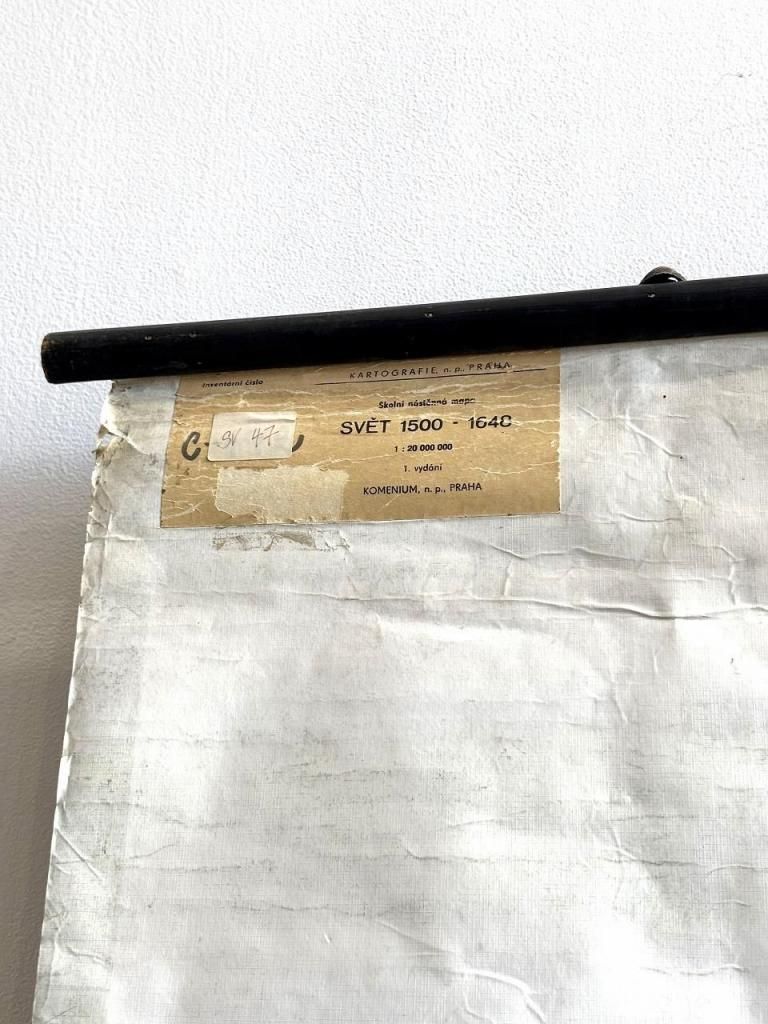 KARTOGRAFIE, n. p., PRAHA
Inventární číslo
Školní nástěnná mapa
SVĚT 1500 - 1648
SV 47
1 : 20 000 000
1. vydání
KOMENIUM, n. p., PRAHA